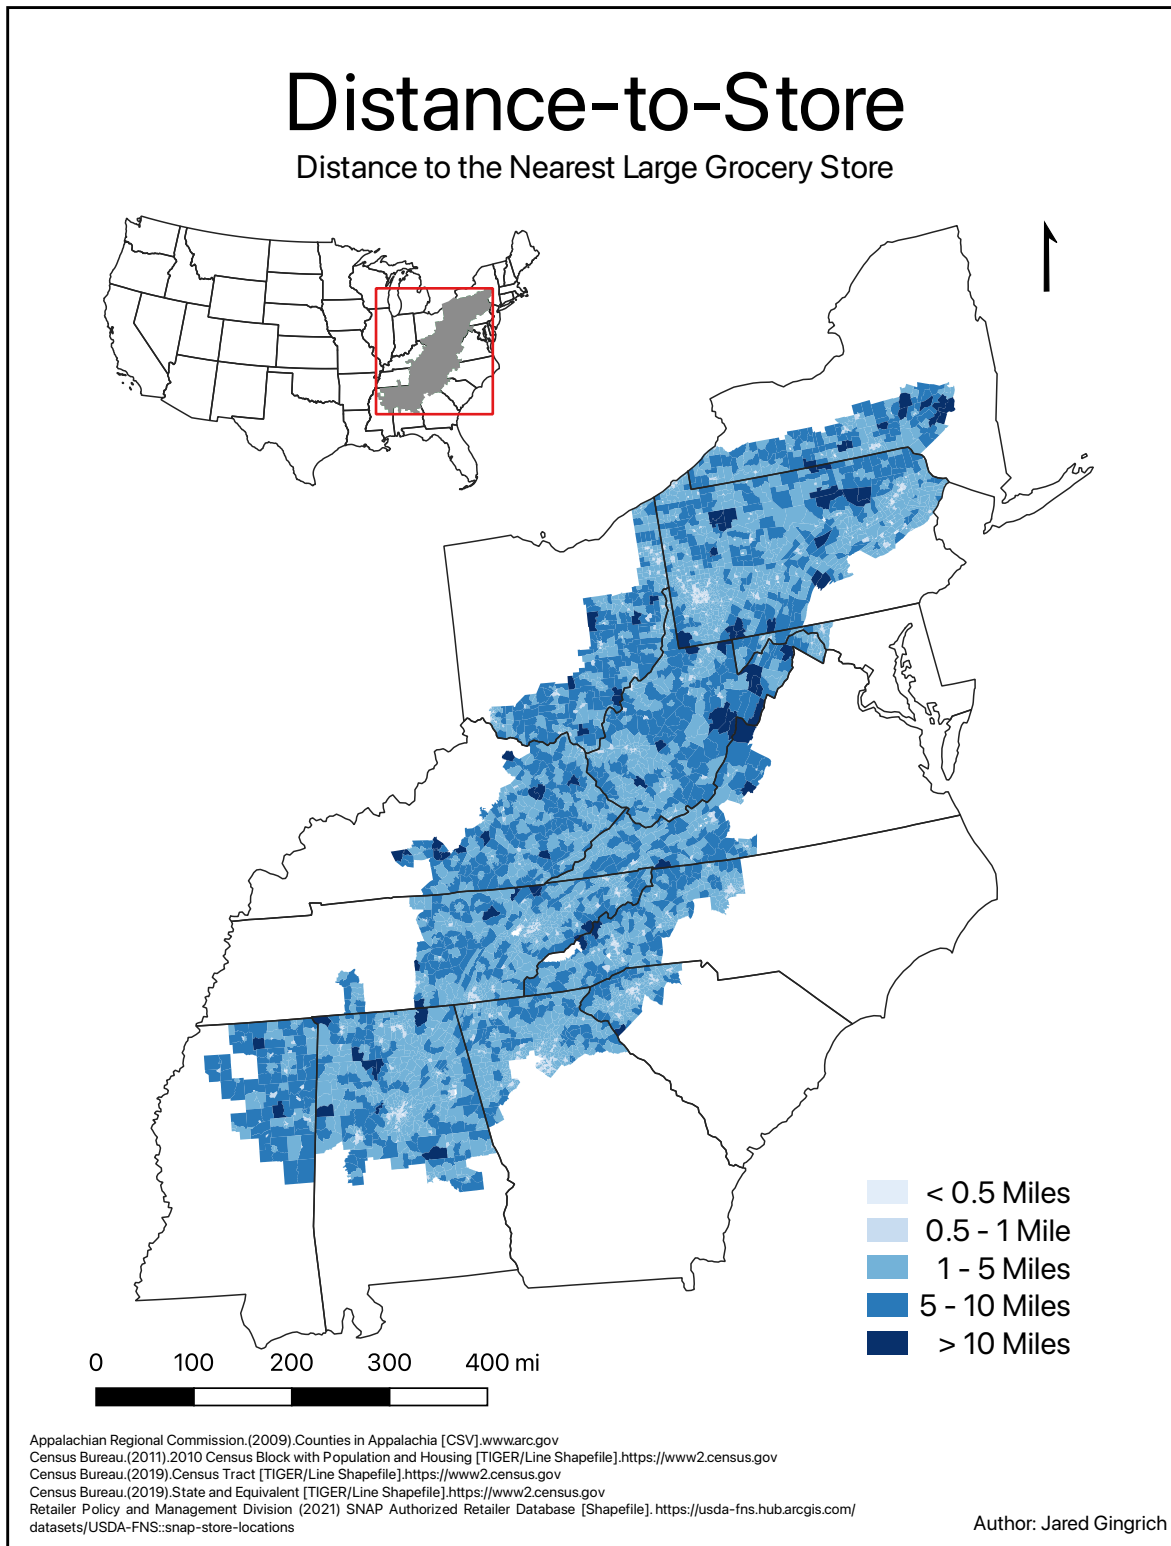 Distance-to-Store
Distance to the Nearest Large Grocery Store
< 0.5 Miles
0.5 - 1 Mile
1 - 5 Miles
5 - 10 Miles
> 10 Miles
0 100 200 300 400 mi
Appalachian Regional Commission.(2009).Counties in Appalachia [CSV].www.arc.gov
Census Bureau.(2011).2010 Census Block with Population and Housing [TIGER/Line Shapefile].https://www2.census.gov
Census Bureau.(2019).Census Tract [TIGER/Line Shapefile].https://www2.census.gov
Census Bureau.(2019).State and Equivalent [TIGER/Line Shapefile].https://www2.census.gov
Retailer Policy and Management Division (2021) SNAP Authorized Retailer Database [Shapefile]. https://usda-fns.hub.arcgis.com/
datasets/USDA-FNS::snap-store-locations
Author: Jared Gingrich